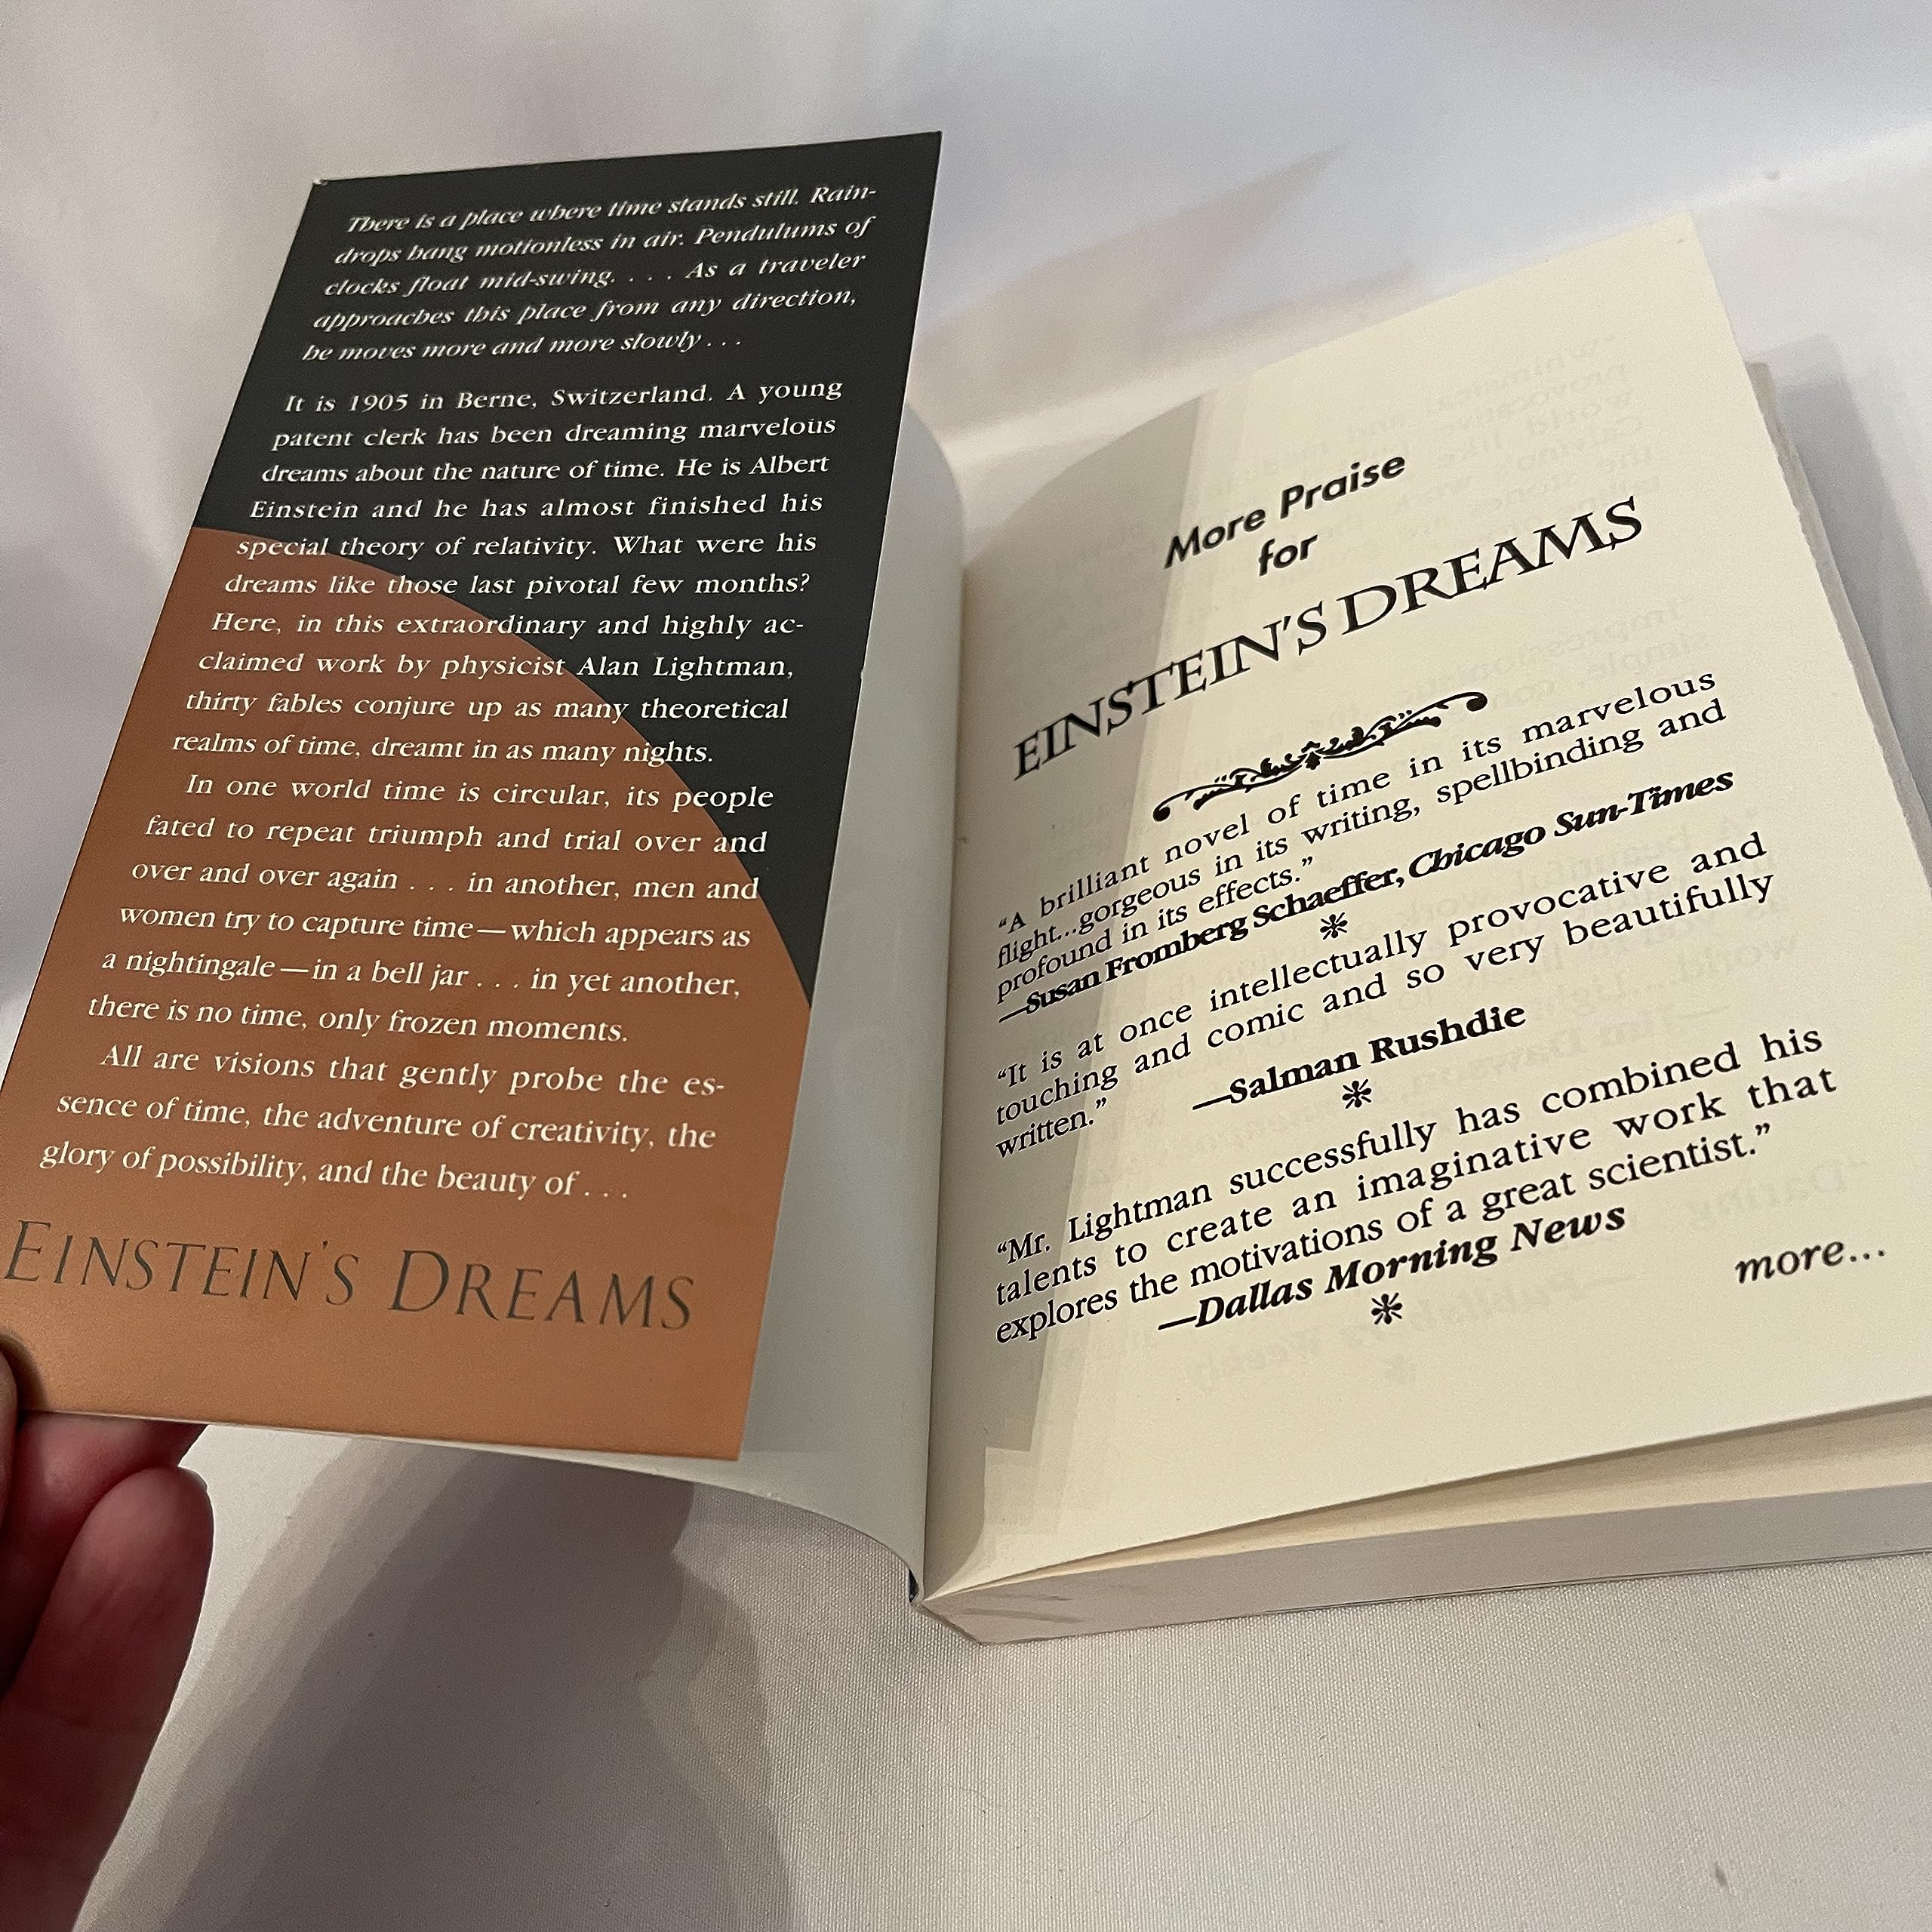 There is a place where time stands still. Rain-
drops hang motionless in air. Pendulums of
clocks float mid-swing. . . . As a traveler
approaches this place from any direction,
he moves more and more slowly . . .
It is 1905 in Berne, Switzerland. A young
patent clerk has been dreaming marvelous
dreams about the nature of time. He is Albert
Einstein and he has almost finished his
special theory of relativity. What were his
dreams like those last pivotal few months?
Here, in this extraordinary and highly ac-
claimed work by physicist Alan Lightman,
thirty fables conjure up as many theoretical
realms of time, dreamt in as many nights.
In one world time is circular, its people
fated to repeat triumph and trial over and
over and over again . . . in another, men and
women try to capture time—which appears as
a nightingale—in a bell jar . . . in yet another,
there is no time, only frozen moments.
All are visions that gently probe the es-
sence of time, the adventure of creativity, the
glory of possibility, and the beauty of . . .
EINSTEIN'S DREAMS
More Praise
for
EINSTEIN'S DREAMS
“A brilliant novel of time in its marvelous
flight...gorgeous in its writing, spellbinding and
profound in its effects.”
—Susan Fromberg Schaeffer, Chicago Sun-Times
“It is at once intellectually provocative and
touching and comic and so very beautifully
written.”
—Salman Rushdie
“Mr. Lightman successfully has combined his
talents to create an imaginative work that
explores the motivations of a great scientist.”
—Dallas Morning News
more...